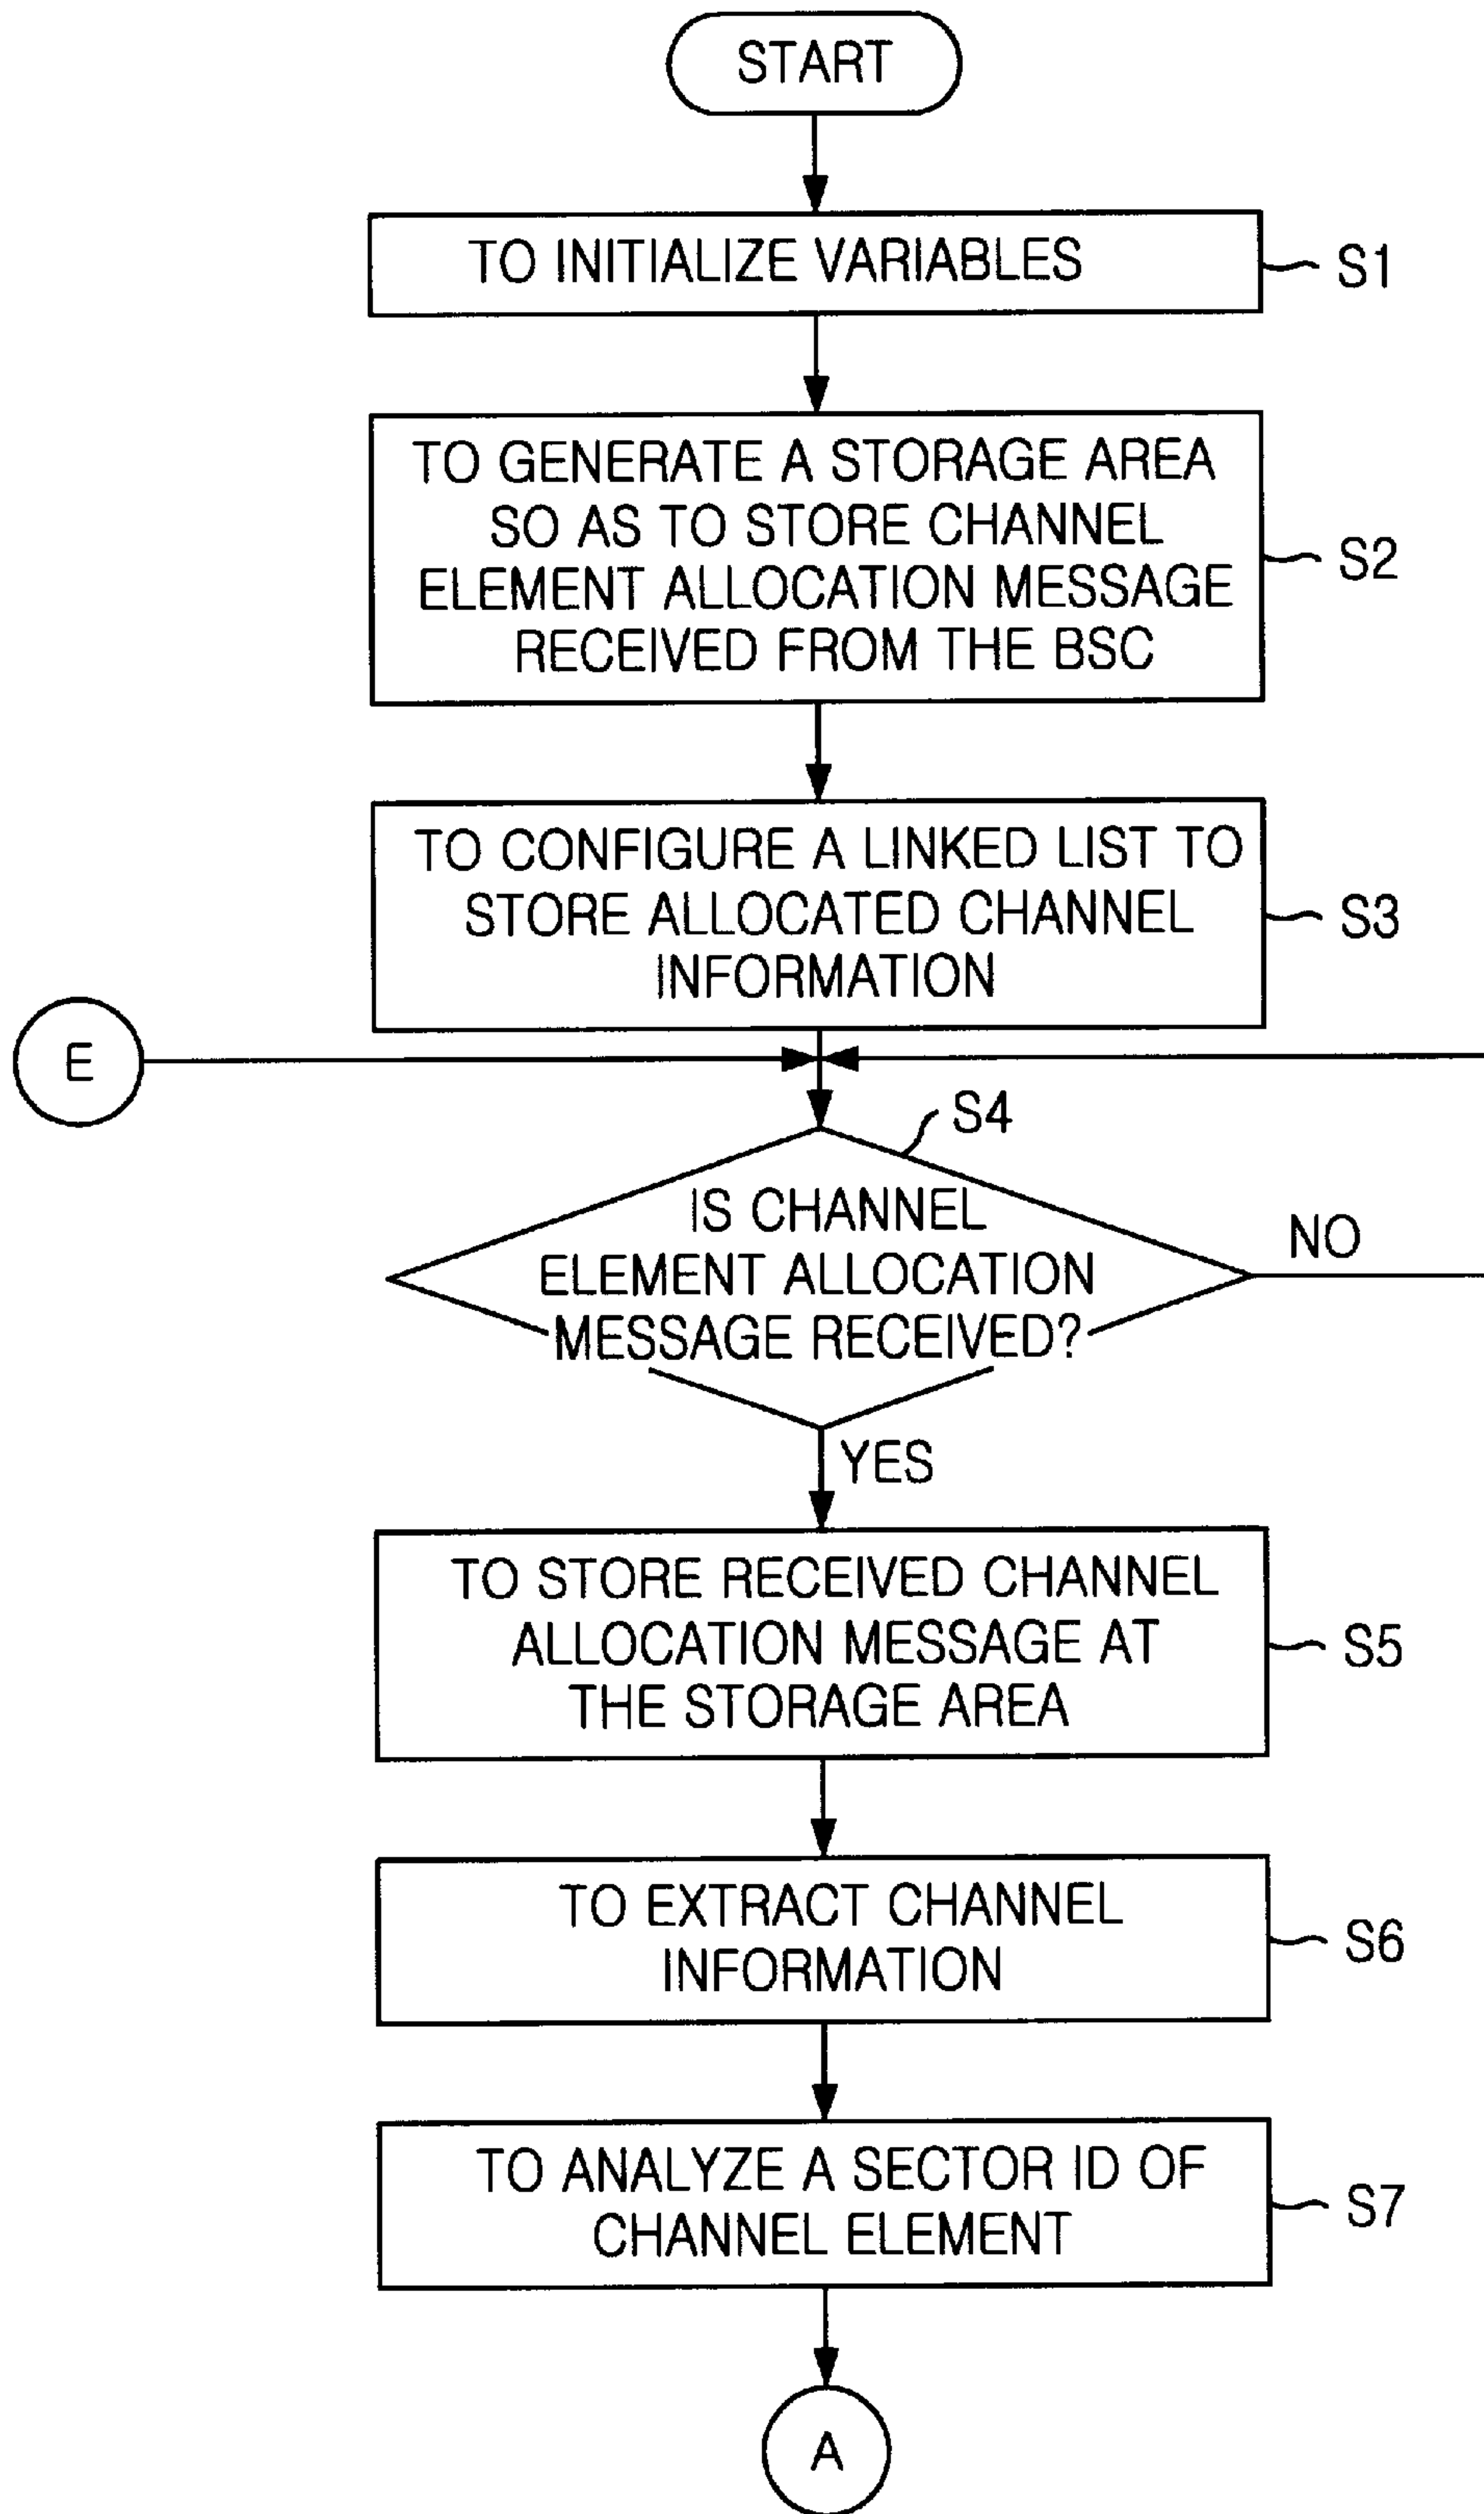 START
TO INITIALIZE VARIABLES
S1
TO GENERATE A STORAGE AREA
SO AS TO STORE CHANNEL
ELEMENT ALLOCATION MESSAGE
RECEIVED FROM THE BSC
S2
TO CONFIGURE A LINKED LIST TO
STORE ALLOCATED CHANNEL
INFORMATION
S3
E
S4
IS CHANNEL
ELEMENT ALLOCATION
MESSAGE RECEIVED?
NO
YES
TO STORE RECEIVED CHANNEL
ALLOCATION MESSAGE AT
THE STORAGE AREA
S5
TO EXTRACT CHANNEL
INFORMATION
S6
TO ANALYZE A SECTOR ID OF
CHANNEL ELEMENT
S7
A